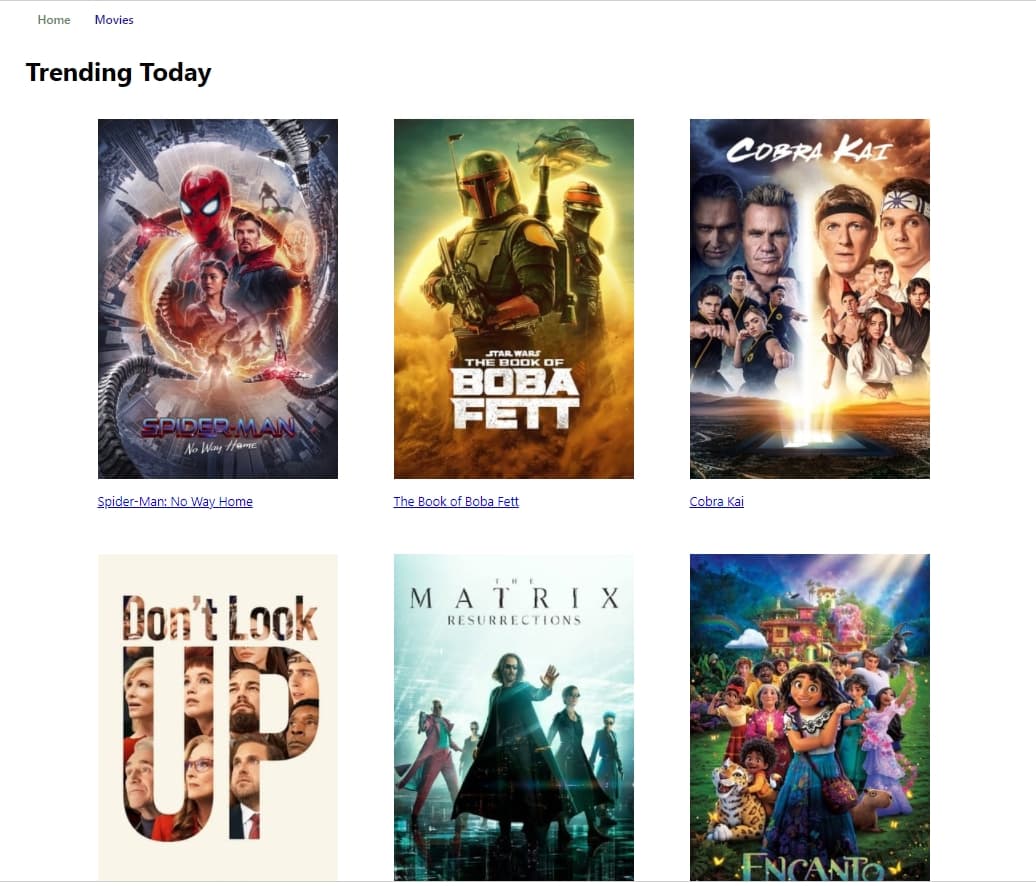 Home Movies
Trending Today
SPIDER-MAN
No Way Home
STAR WARS
THE BOOK OF
BOBA
FETT
COBRA KAI
Spider-Man: No Way Home
The Book of Boba Fett
Cobra Kai
Don't Look
UP
THE
MATRIX
RESURRECTIONS
ENCANTO